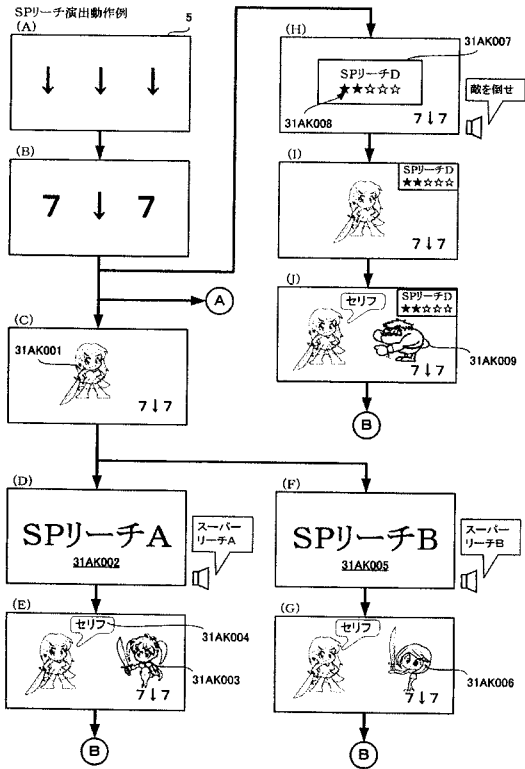 SPリーチ演出動作例
(A)
5
↓ ↓ ↓
(B)
7 ↓ 7
A
(C)
31AK001
7↓7
(D)
SPリーチA
31AK002
スーパー
リーチA
(E)
セリフ
31AK004
31AK003
7↓7
B
(F)
SPリーチB
31AK005
スーパー
リーチB
(G)
セリフ
31AK006
7↓7
B
(H)
31AK007
SPリーチD
★★☆☆☆
31AK008
7↓7
敵を倒せ
(I)
SPリーチD
★★☆☆☆
7↓7
(J)
セリフ
SPリーチD
★★☆☆☆
31AK009
7↓7
B